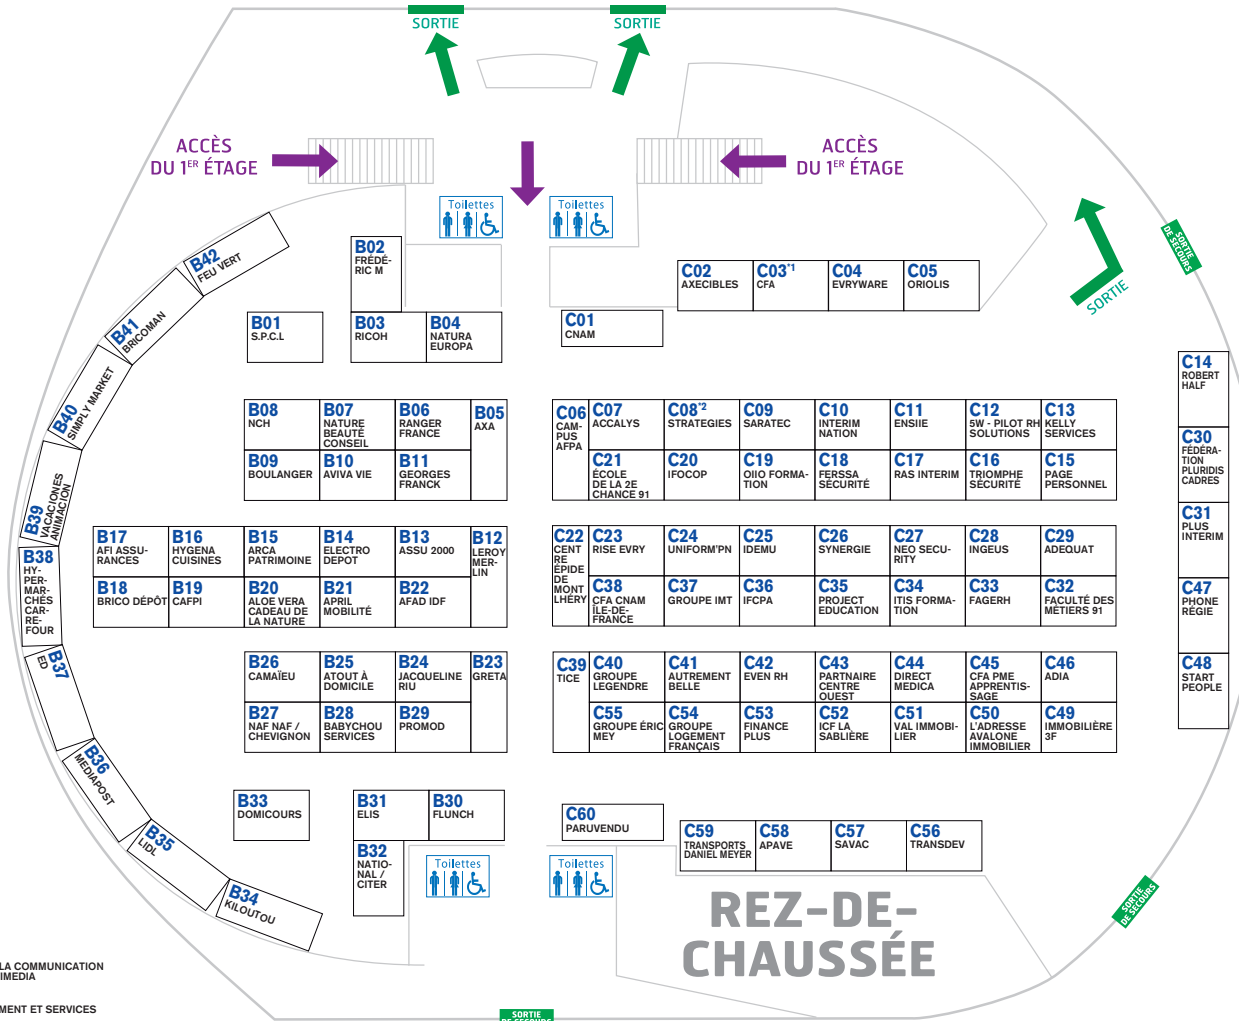 SORTIE
SORTIE
ACCÈS
DU 1ER ÉTAGE
ACCÈS
DU 1ER ÉTAGE
Toilettes
Toilettes
SORTIE
DE SECOURS
SORTIE
B42
FEU VERT
B41
BRICOMAN
B40
SIMPLY MARKET
B39
VACACIONES
ANIMACION
B38
HY-
PER-
MAR-
CHÉS
CAR-
RE-
FOUR
B37
ED
B36
MEDIAPOST
B35
LIDL
B34
KILOUTOU
B02
FRÉDÉ-
RIC M
B01
S.P.C.L
B03
RICOH
B04
NATURA
EUROPA
C01
CNAM
C02
AXECIBLES
C03*1
CFA
C04
EVRYWARE
C05
ORIOLIS
B08
NCH
B07
NATURE
BEAUTÉ
CONSEIL
B06
RANGER
FRANCE
B05
AXA
B09
BOULANGER
B10
AVIVA VIE
B11
GEORGES
FRANCK
C06
CAM-
PUS
AFPA
C07
ACCALYS
C08*2
STRATEGIES
C09
SARATEC
C10
INTERIM
NATION
C11
ENSIIE
C12
5W - PILOT RH
SOLUTIONS
C13
KELLY
SERVICES
C21
ÉCOLE
DE LA 2E
CHANCE 91
C20
IFOCOP
C19
OIIO FORMA-
TION
C18
FERSSA
SÉCURITÉ
C17
RAS INTERIM
C16
TRIOMPHE
SÉCURITÉ
C15
PAGE
PERSONNEL
C14
ROBERT
HALF
C30
FÉDÉRA-
TION
PLURIDIS
CADRES
C31
PLUS
INTERIM
C47
PHONE
RÉGIE
C48
START
PEOPLE
B17
AFI ASSU-
RANCES
B16
HYGENA
CUISINES
B15
ARCA
PATRIMOINE
B14
ELECTRO
DEPOT
B13
ASSU 2000
B12
LEROY
MER-
LIN
B18
BRICO DÉPÔT
B19
CAFPI
B20
ALOE VERA
CADEAU DE
LA NATURE
B21
APRIL
MOBILITÉ
B22
AFAD IDF
C22
CENT
RE
ÉPIDE
DE
MONT
LHÉRY
C23
RISE EVRY
C24
UNIFORM'PN
C25
IDEMU
C26
SYNERGIE
C27
NEO SECU-
RITY
C28
INGEUS
C29
ADEQUAT
C38
CFA CNAM
ÎLE-DE-
FRANCE
C37
GROUPE IMT
C36
IFCPA
C35
PROJECT
EDUCATION
C34
ITIS FORMA-
TION
C33
FAGERH
C32
FACULTÉ DES
MÉTIERS 91
B26
CAMAÏEU
B25
ATOUT À
DOMICILE
B24
JACQUELINE
RIU
B23
GRETA
B27
NAF NAF /
CHEVIGNON
B28
BABYCHOU
SERVICES
B29
PROMOD
C39
TICE
C40
GROUPE
LEGENDRE
C41
AUTREMENT
BELLE
C42
EVEN RH
C43
PARTNAIRE
CENTRE
OUEST
C44
DIRECT
MEDICA
C45
CFA PME
APPRENTIS-
SAGE
C46
ADIA
C55
GROUPE ÉRIC
MEY
C54
GROUPE
LOGEMENT
FRANÇAIS
C53
FINANCE
PLUS
C52
ICF LA
SABLIÈRE
C51
VAL IMMOBI-
LIER
C50
L'ADRESSE
AVALONE
IMMOBILIER
C49
IMMOBILIÈRE
3F
B33
DOMICOURS
B31
ELIS
B30
FLUNCH
B32
NATIO-
NAL /
CITER
C60
PARUVENDU
C59
TRANSPORTS
DANIEL MEYER
C58
APAVE
C57
SAVAC
C56
TRANSDEV
Toilettes
Toilettes
SORTIE
DE SECOURS
REZ-DE-
CHAUSSÉE
LA COMMUNICATION
IMEDIA
MENT ET SERVICES
SORTIE
DE SECOURS